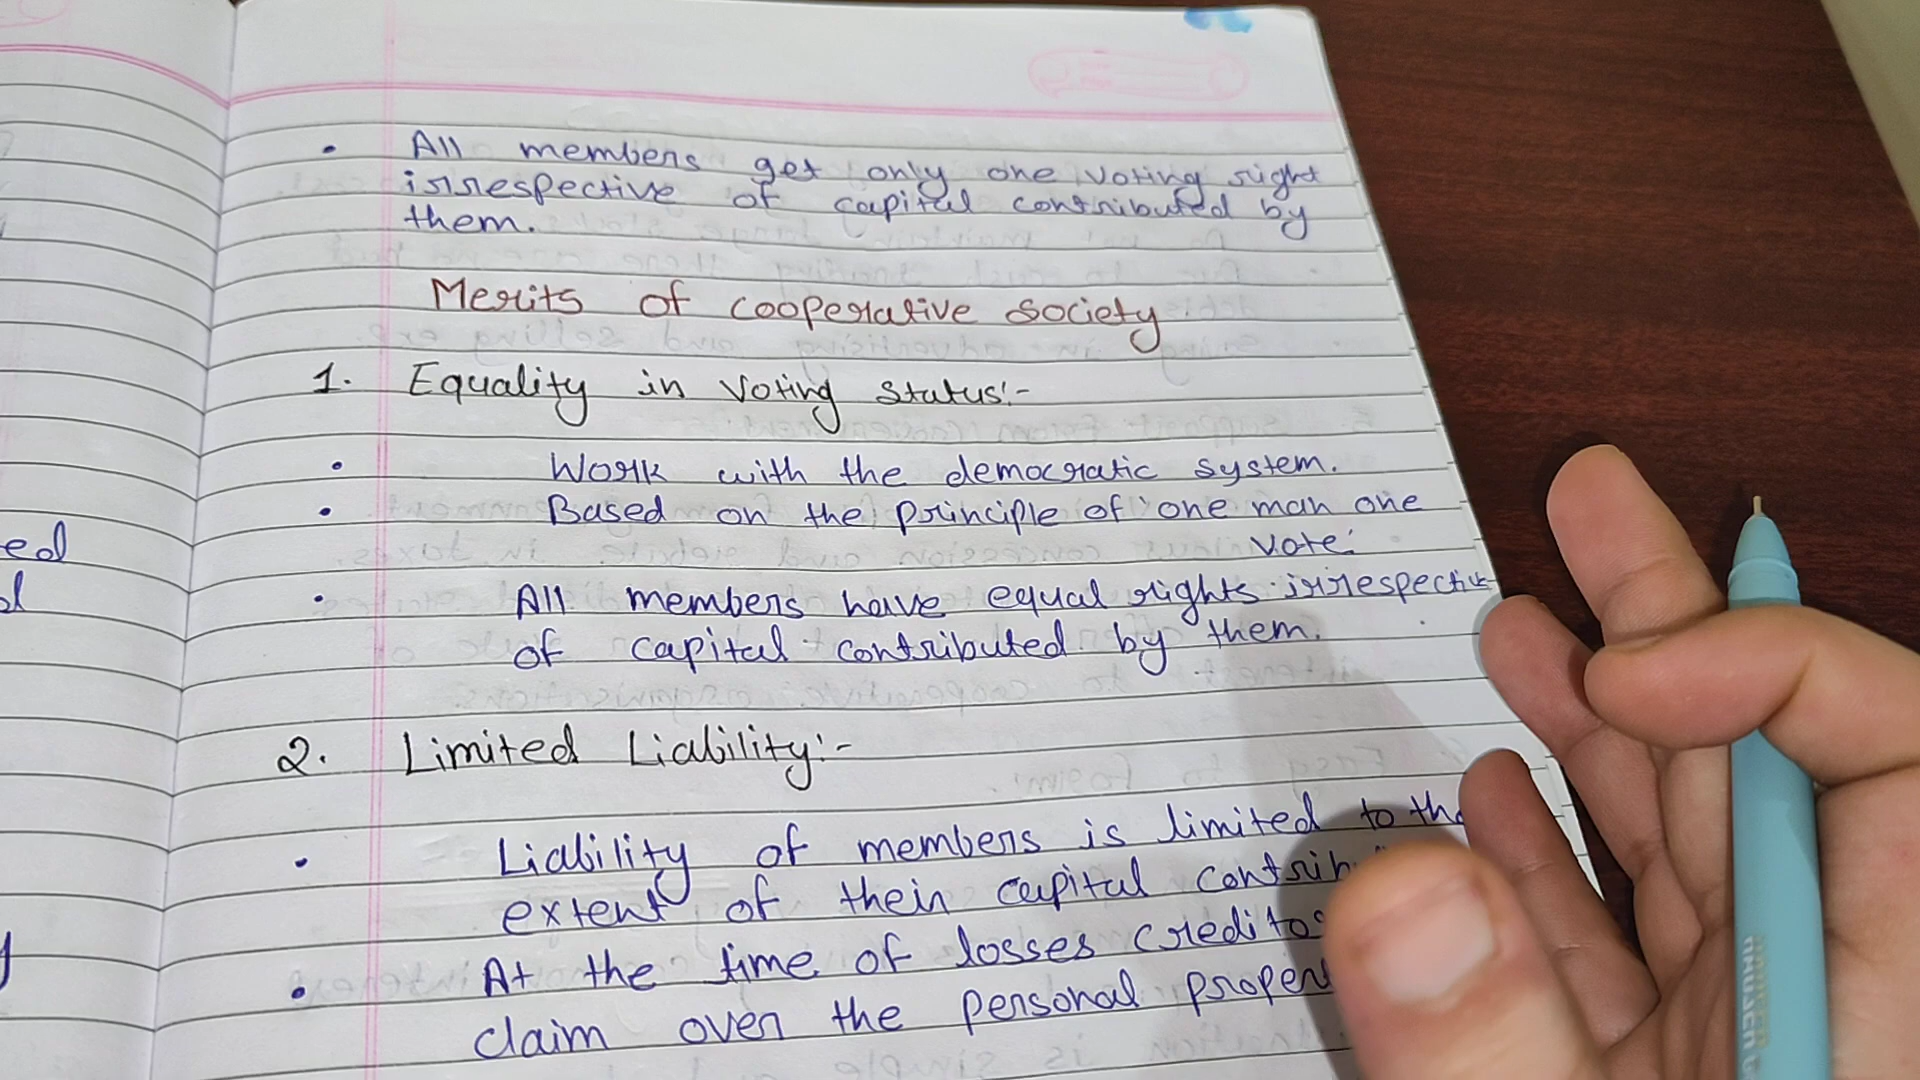 • All members get only one voting right
irrespective of capital contributed by
them.
Merits of cooperative society
1. Equality in voting status:-
• Work with the democratic system.
• Based on the principle of 'one man one
vote'
• All members have equal rights irrespective
of capital contributed by them.
2. Limited Liability:-
• Liability of members is limited to the
extent of their capital
• At the time of losses
claim over the personal
ed